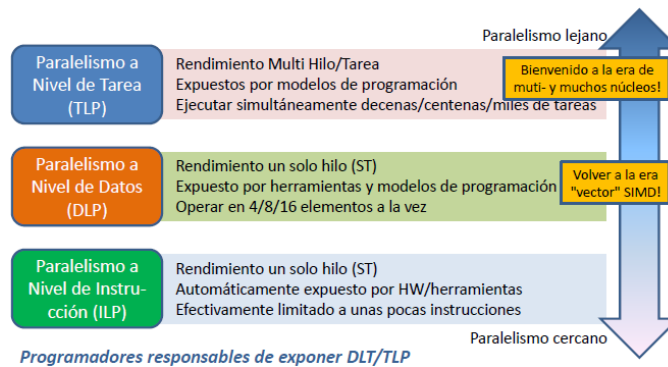 Paralelismo lejano
Paralelismo a
Nivel de Tarea
(TLP)
Rendimiento Multi Hilo/Tarea
Expuestos por modelos de programación
Ejecutar simultáneamente decenas/centenas/miles de tareas
Bienvenido a la era de
muti- y muchos núcleos!
Paralelismo a
Nivel de Datos
(DLP)
Rendimiento un solo hilo (ST)
Expuesto por herramientas y modelos de programación
Operar en 4/8/16 elementos a la vez
Volver a la era
"vector" SIMD!
Paralelismo a
Nivel de Instru-
cción (ILP)
Rendimiento un solo hilo (ST)
Automáticamente expuesto por HW/herramientas
Efectivamente limitado a unas pocas instrucciones
Paralelismo cercano
Programadores responsables de exponer DLT/TLP